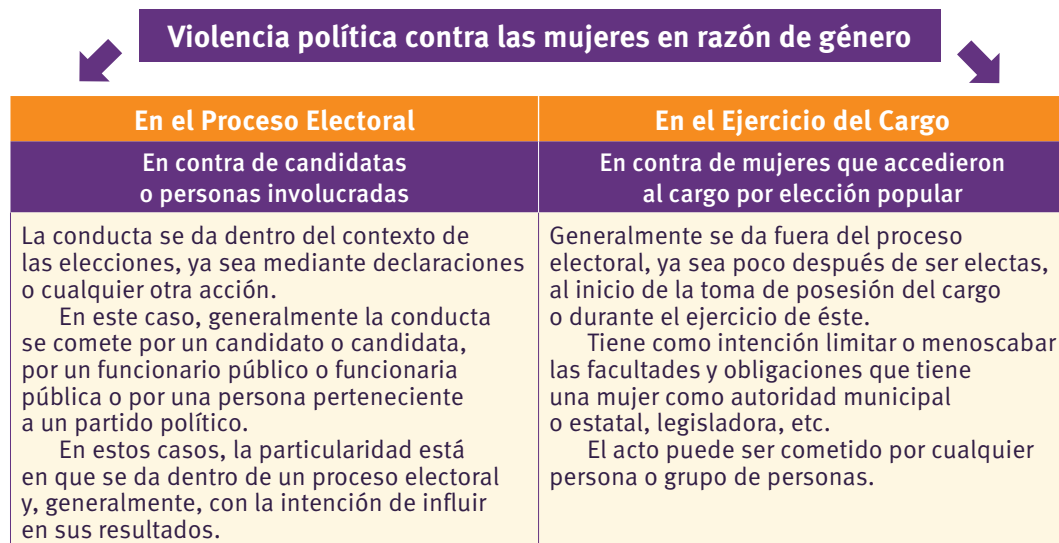 Violencia política contra las mujeres en razón de género
En el Proceso Electoral
En contra de candidatas
o personas involucradas
La conducta se da dentro del contexto de
las elecciones, ya sea mediante declaraciones
o cualquier otra acción.
En este caso, generalmente la conducta
se comete por un candidato o candidata,
por un funcionario público o funcionaria
pública o por una persona perteneciente
a un partido político.
En estos casos, la particularidad está
en que se da dentro de un proceso electoral
y, generalmente, con la intención de influir
en sus resultados.
En el Ejercicio del Cargo
En contra de mujeres que accedieron
al cargo por elección popular
Generalmente se da fuera del proceso
electoral, ya sea poco después de ser electas,
al inicio de la toma de posesión del cargo
o durante el ejercicio de éste.
Tiene como intención limitar o menoscabar
las facultades y obligaciones que tiene
una mujer como autoridad municipal
o estatal, legisladora, etc.
El acto puede ser cometido por cualquier
persona o grupo de personas.